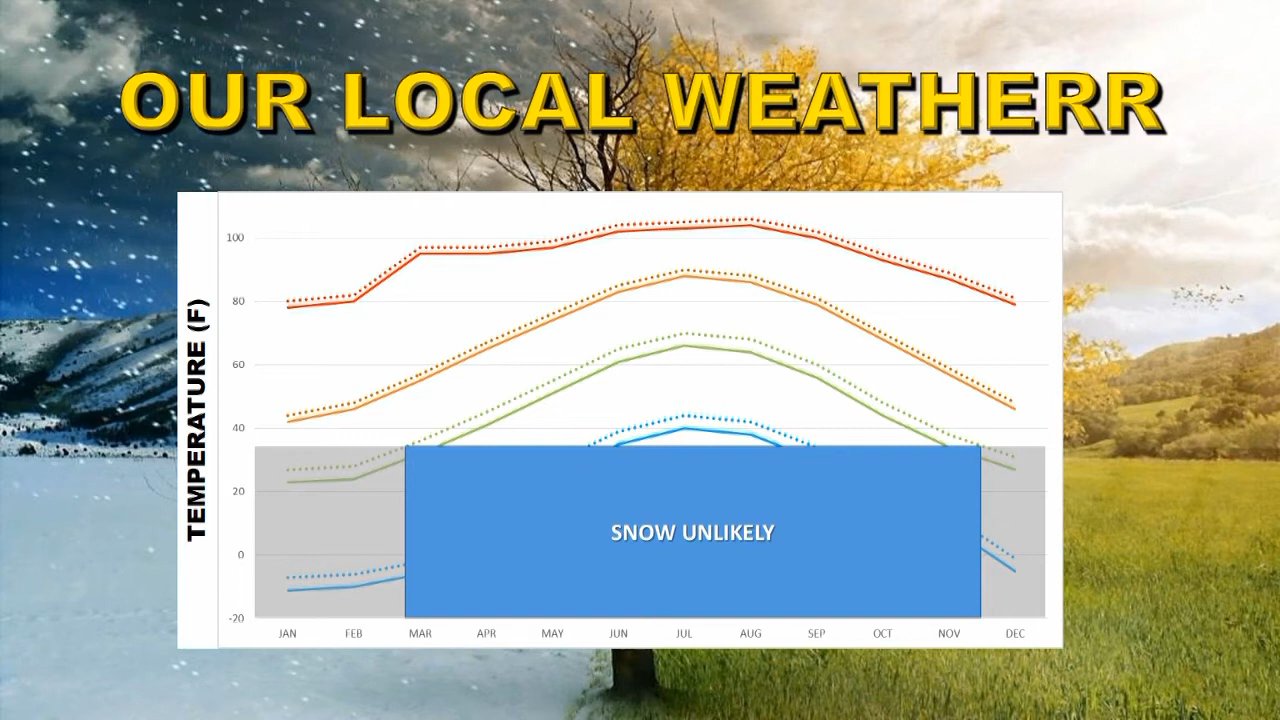 OUR LOCAL WEATHERR
TEMPERATURE (F)
100
80
60
40
20
0
-20
SNOW UNLIKELY
JAN FEB MAR APR MAY JUN JUL AUG SEP OCT NOV DEC